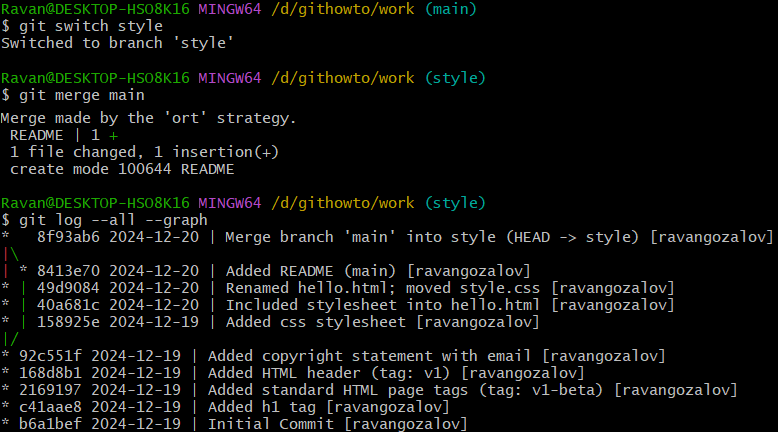 Ravan@DESKTOP-HSO8K16 MINGW64 /d/githowto/work (main)
$ git switch style
Switched to branch 'style'
Ravan@DESKTOP-HSO8K16 MINGW64 /d/githowto/work (style)
$ git merge main
Merge made by the 'ort' strategy.
 README | 1 +
 1 file changed, 1 insertion(+)
 create mode 100644 README
Ravan@DESKTOP-HSO8K16 MINGW64 /d/githowto/work (style)
$ git log --all --graph
*   8f93ab6 2024-12-20 | Merge branch 'main' into style (HEAD -> style) [ravangozalov]
|\
| * 8413e70 2024-12-20 | Added README (main) [ravangozalov]
* | 49d9084 2024-12-20 | Renamed hello.html; moved style.css [ravangozalov]
* | 40a681c 2024-12-20 | Included stylesheet into hello.html [ravangozalov]
* | 158925e 2024-12-19 | Added css stylesheet [ravangozalov]
|/
* 92c551f 2024-12-19 | Added copyright statement with email [ravangozalov]
* 168d8b1 2024-12-19 | Added HTML header (tag: v1) [ravangozalov]
* 2169197 2024-12-19 | Added standard HTML page tags (tag: v1-beta) [ravangozalov]
* c41aae8 2024-12-19 | Added h1 tag [ravangozalov]
* b6a1bef 2024-12-19 | Initial Commit [ravangozalov]